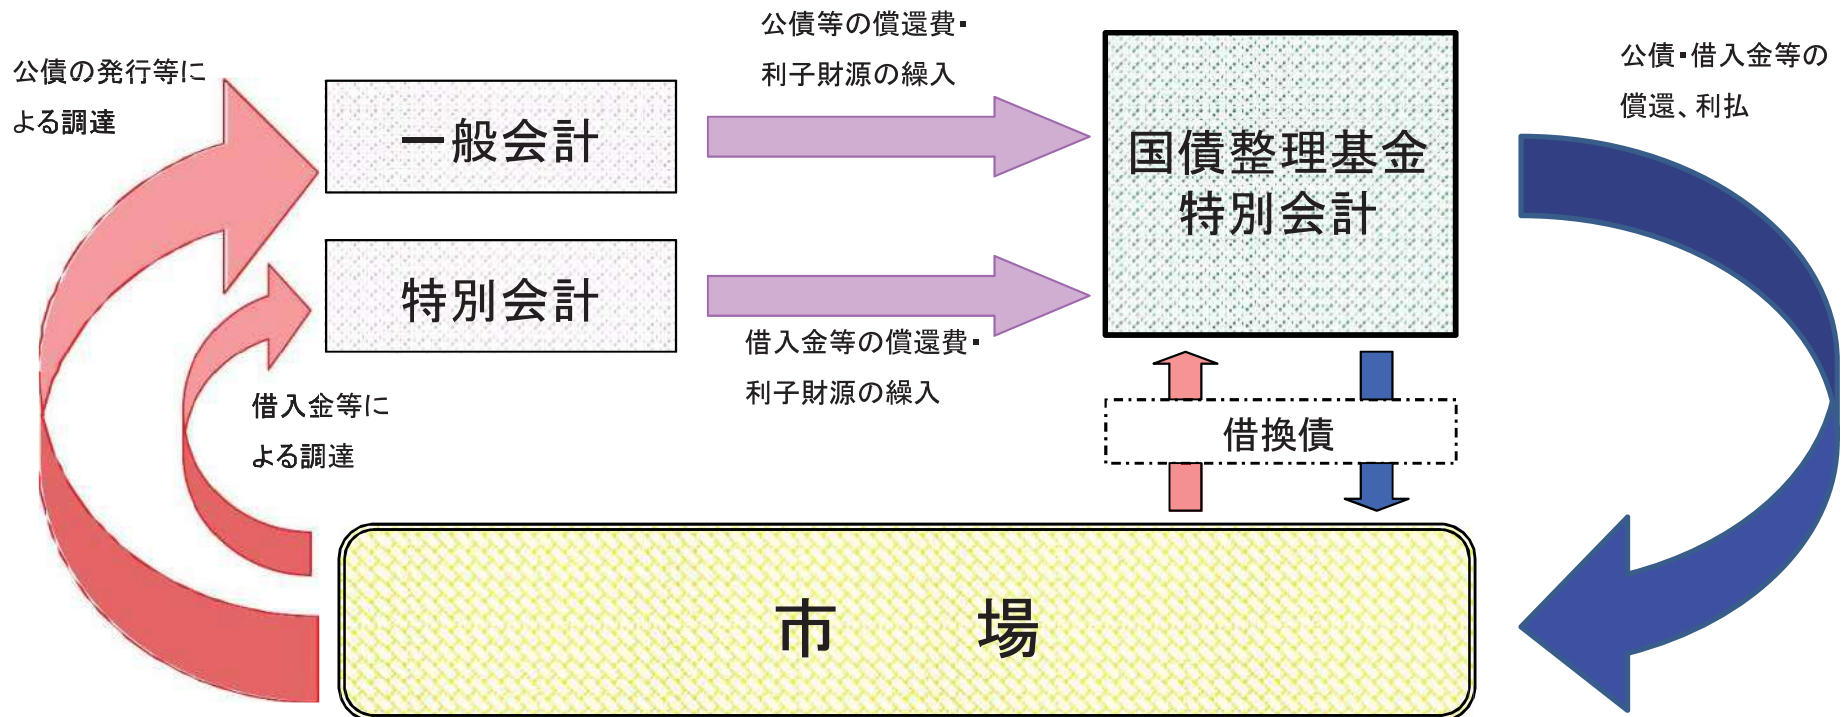 公債の発行等に
よる調達
一般会計
特別会計
借入金等に
よる調達
公債等の償還費・
利子財源の繰入
借入金等の償還費・
利子財源の繰入
国債整理基金
特別会計
借換債
公債・借入金等の
償還、利払
市　　場